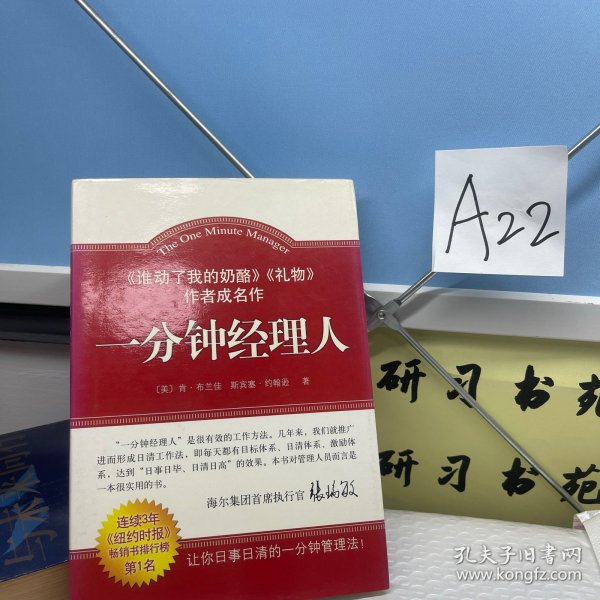 A22
The One Minute Manager
《谁动了我的奶酪》《礼物》
作者成名作
一分钟经理人
〔美〕肯·布兰佳 斯宾塞·约翰逊 著
“一分钟经理人”是很有效的工作方法。几年来，我们就推广
进而形成日清工作法，即每天都有目标体系、日清体系、激励体
系，达到“日事日毕、日清日高”的效果。本书对管理人员而言是
一本很实用的书。
海尔集团首席执行官 张瑞敏
连续3年
《纽约时报》
畅销书排行榜
第1名
让你日事日清的一分钟管理法！
研习书苑
研习书苑
孔夫子旧书网
www.kongfz.com